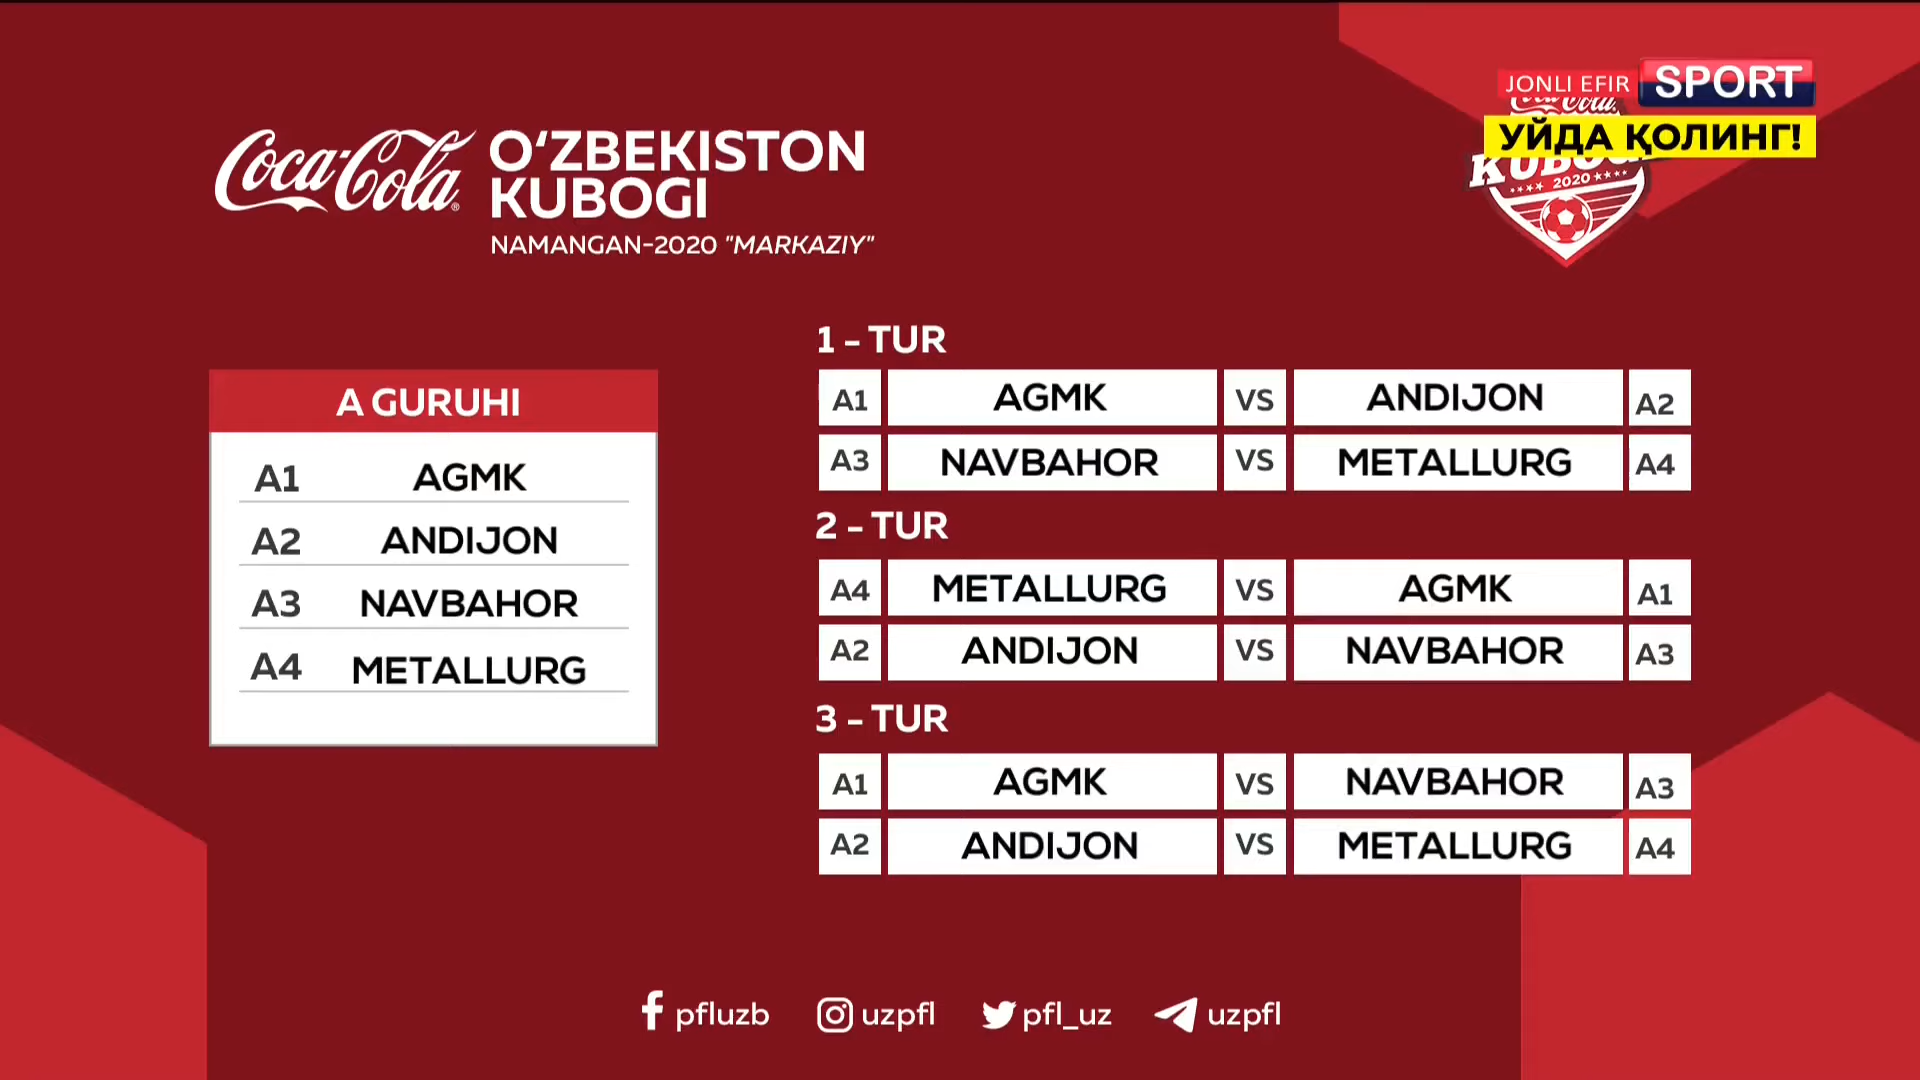 JONLI EFIR SPORT
УЙДА ҚОЛИНГ!
Coca-Cola
O‘ZBEKISTON
KUBOGI
NAMANGAN-2020 "MARKAZIY"
Coca-Cola
KUBOGI
2020
A GURUHI
A1 AGMK
A2 ANDIJON
A3 NAVBAHOR
A4 METALLURG
1 - TUR
A1 AGMK VS ANDIJON A2
A3 NAVBAHOR VS METALLURG A4
2 - TUR
A4 METALLURG VS AGMK A1
A2 ANDIJON VS NAVBAHOR A3
3 - TUR
A1 AGMK VS NAVBAHOR A3
A2 ANDIJON VS METALLURG A4
pfluzb uzpfl pfl_uz uzpfl